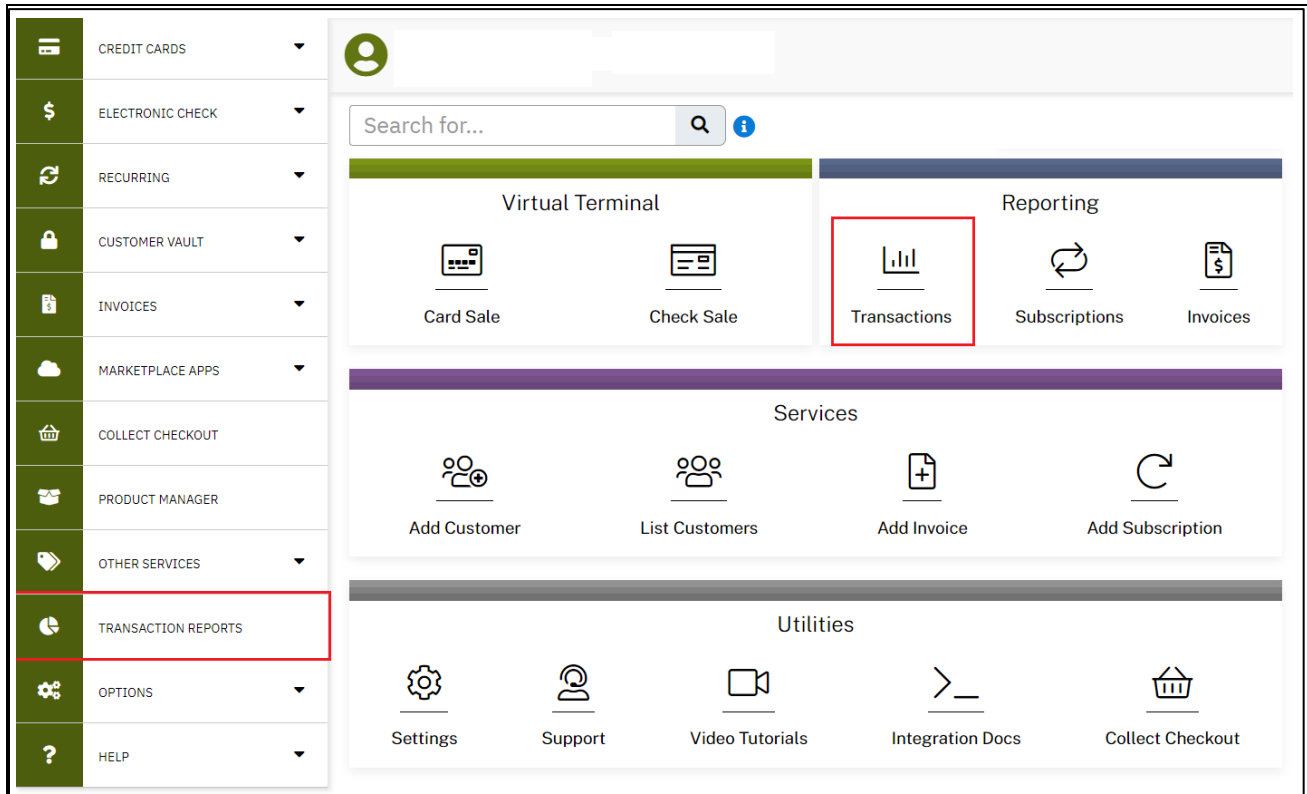 CREDIT CARDS
ELECTRONIC CHECK
RECURRING
CUSTOMER VAULT
INVOICES
MARKETPLACE APPS
COLLECT CHECKOUT
PRODUCT MANAGER
OTHER SERVICES
TRANSACTION REPORTS
OPTIONS
HELP
Search for...
Virtual Terminal
Card Sale
Check Sale
Reporting
Transactions
Subscriptions
Invoices
Services
Add Customer
List Customers
Add Invoice
Add Subscription
Utilities
Settings
Support
Video Tutorials
Integration Docs
Collect Checkout